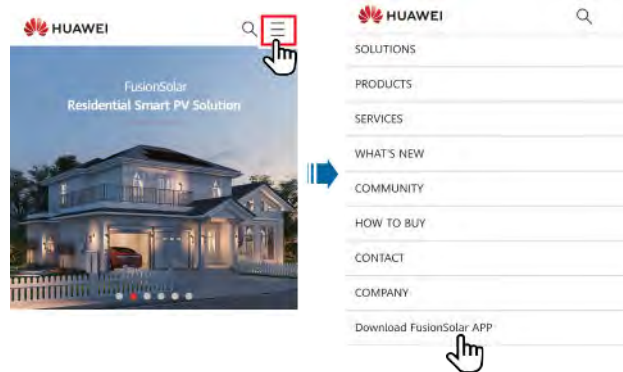 HUAWEI
FusionSolar
Residential Smart PV Solution
HUAWEI
SOLUTIONS
PRODUCTS
SERVICES
WHAT'S NEW
COMMUNITY
HOW TO BUY
CONTACT
COMPANY
Download FusionSolar APP